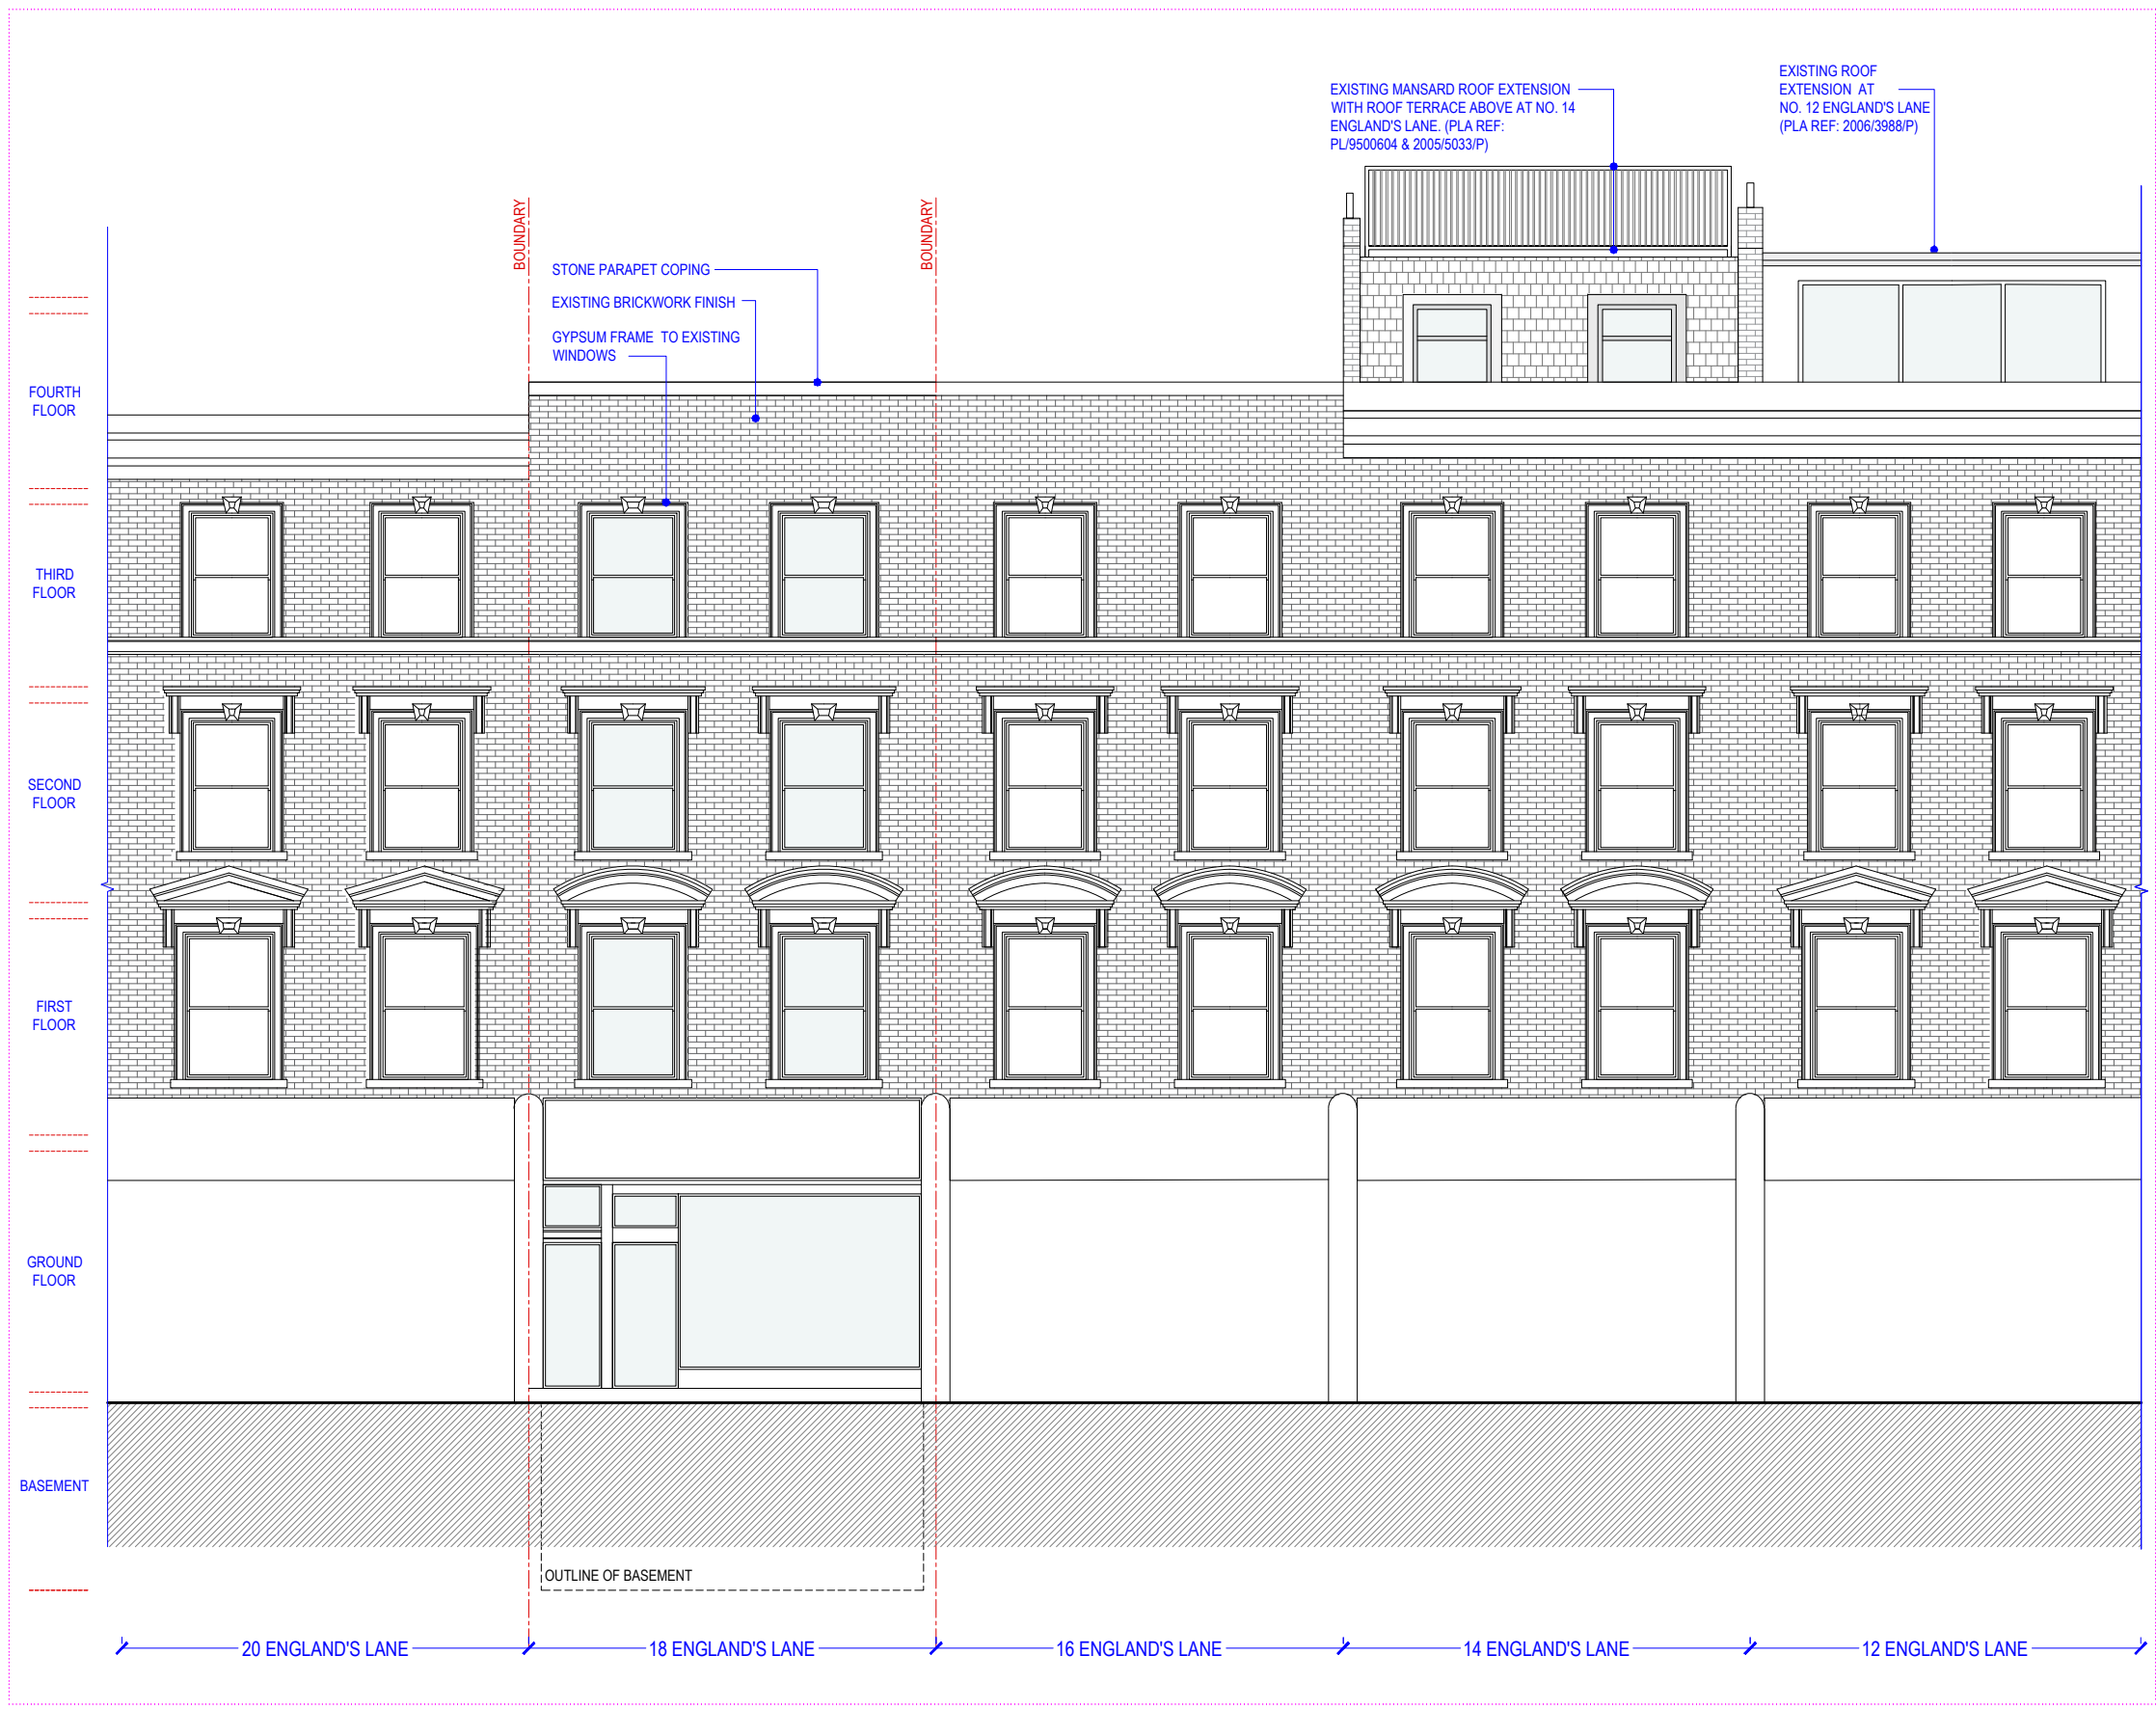 EXISTING ROOF
EXTENSION AT
NO. 12 ENGLAND'S LANE
(PLA REF: 2006/3988/P)
EXISTING MANSARD ROOF EXTENSION
WITH ROOF TERRACE ABOVE AT NO. 14
ENGLAND'S LANE. (PLA REF:
PL/9500604 & 2005/5033/P)
BOUNDARY
BOUNDARY
STONE PARAPET COPING
EXISTING BRICKWORK FINISH
GYPSUM FRAME TO EXISTING
WINDOWS
FOURTH
FLOOR
THIRD
FLOOR
SECOND
FLOOR
FIRST
FLOOR
GROUND
FLOOR
BASEMENT
OUTLINE OF BASEMENT
20 ENGLAND'S LANE
18 ENGLAND'S LANE
16 ENGLAND'S LANE
14 ENGLAND'S LANE
12 ENGLAND'S LANE